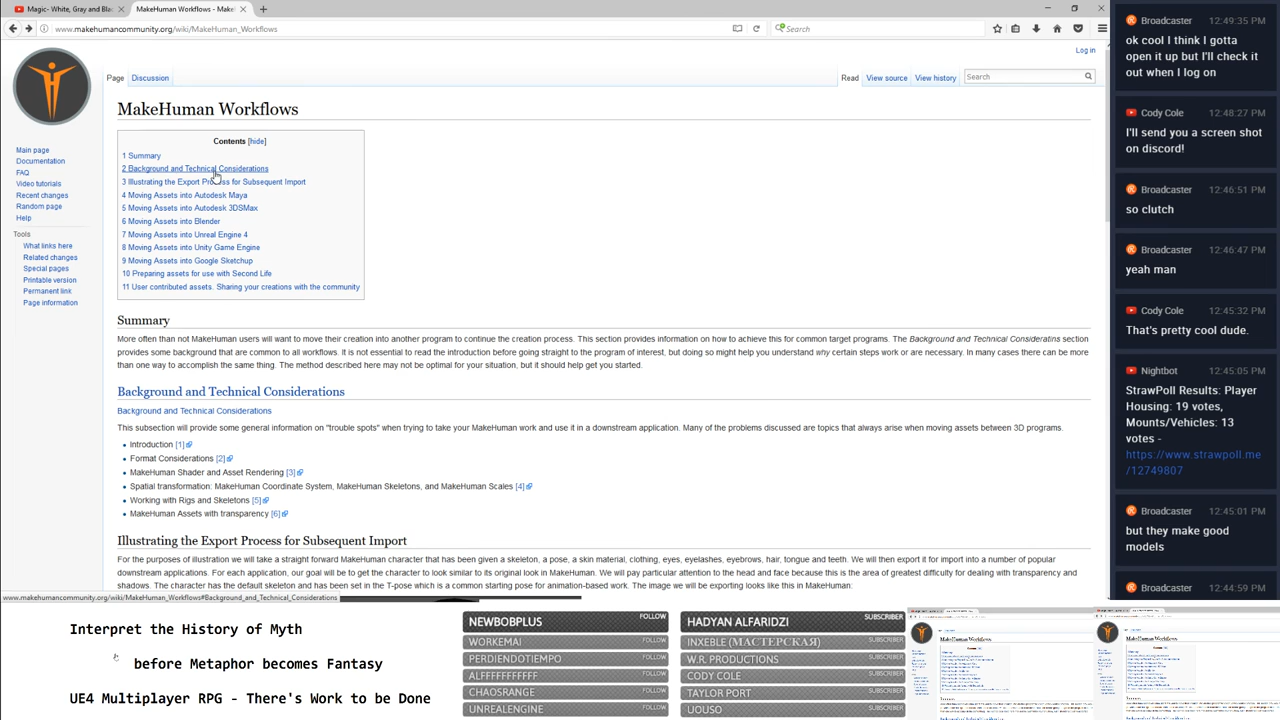 Magic- White, Gray and Blac
MakeHuman Workflows - Make
www.makehumancommunity.org/wiki/MakeHuman_Workflows
Search
Log in
Page
Discussion
Read
View source
View history
Search
Main page
Documentation
FAQ
Video tutorials
Recent changes
Random page
Help
Tools
What links here
Related changes
Special pages
Printable version
Permanent link
Page information
MakeHuman Workflows
Contents [hide]
1 Summary
2 Background and Technical Considerations
3 Illustrating the Export Process for Subsequent Import
4 Moving Assets into Autodesk Maya
5 Moving Assets into Autodesk 3DSMax
6 Moving Assets into Blender
7 Moving Assets into Unreal Engine 4
8 Moving Assets into Unity Game Engine
9 Moving Assets into Google Sketchup
10 Preparing assets for use with Second Life
11 User contributed assets. Sharing your creations with the community
Summary
More often than not MakeHuman users will want to move their creation into another program to continue the creation process. This section provides information on how to achieve this for common target programs. The Background and Technical Consideratins section
provides some background that are common to all workflows. It is not essential to read the introduction before going straight to the program of interest, but doing so might help you understand why certain steps work or are necessary. In many cases there can be more
than one way to accomplish the same thing. The method described here may not be optimal for your situation, but it should help get you started.
Background and Technical Considerations
Background and Technical Considerations
This subsection will provide some general information on "trouble spots" when trying to take your MakeHuman work and use it in a downstream application. Many of the problems discussed are topics that always arise when moving assets between 3D programs.
• Introduction [1]
• Format Considerations [2]
• MakeHuman Shader and Asset Rendering [3]
• Spatial transformation: MakeHuman Coordinate System, MakeHuman Skeletons, and MakeHuman Scales [4]
• Working with Rigs and Skeletons [5]
• MakeHuman Assets with transparency [6]
Illustrating the Export Process for Subsequent Import
For the purposes of illustration we will take a straight forward MakeHuman character that has been given a skeleton, a pose, a skin material, clothing, eyes, eyelashes, eyebrows, hair, tongue and teeth. We will then export it for import into a number of popular
downstream applications. For each application, our goal will be to get the character to look similar to its original look in MakeHuman. We will pay particular attention to the head and face because this is the area of greatest difficulty for dealing with transparency and
shadows. The character has the default skeleton and has been set in the T-pose which is a common starting pose for animation-based work. The image we will be exporting looks like this in MakeHuman:
www.makehumancommunity.org/wiki/MakeHuman_Workflows#Background_and_Technical_Considerations
Broadcaster 12:49:35 PM
ok cool I think I gotta
open it up but I'll check it
out when I log on
Cody Cole 12:48:27 PM
I'll send you a screen shot
on discord!
Broadcaster 12:46:51 PM
so clutch
Broadcaster 12:46:47 PM
yeah man
Cody Cole 12:45:32 PM
That's pretty cool dude.
Nightbot 12:45:05 PM
StrawPoll Results: Player
Housing: 19 votes,
Mounts/Vehicles: 13
votes -
https://www.strawpoll.me
/12749807
Broadcaster 12:45:01 PM
but they make good
models
Broadcaster 12:44:59 PM
Interpret the History of Myth
before Metaphon becomes Fantasy
UE4 Multiplayer RPG
's Work to be
NEWBOBPLUS FOLLOW
WORKEMAI FOLLOW
PERDIENDOTIEMPO FOLLOW
ALFFFFFFFFFF FOLLOW
CHAOSRANGE FOLLOW
UNREALENGINE FOLLOW
HADYAN ALFARIDZI SUBSCRIBER
INXEBLE (МАСТЕРСКАЯ) SUBSCRIBER
W.R. PRODUCTIONS SUBSCRIBER
CODY COLE SUBSCRIBER
TAYLOR PORT SUBSCRIBER
UOUSO SUBSCRIBER
MakeHuman Workflows
MakeHuman Workflows